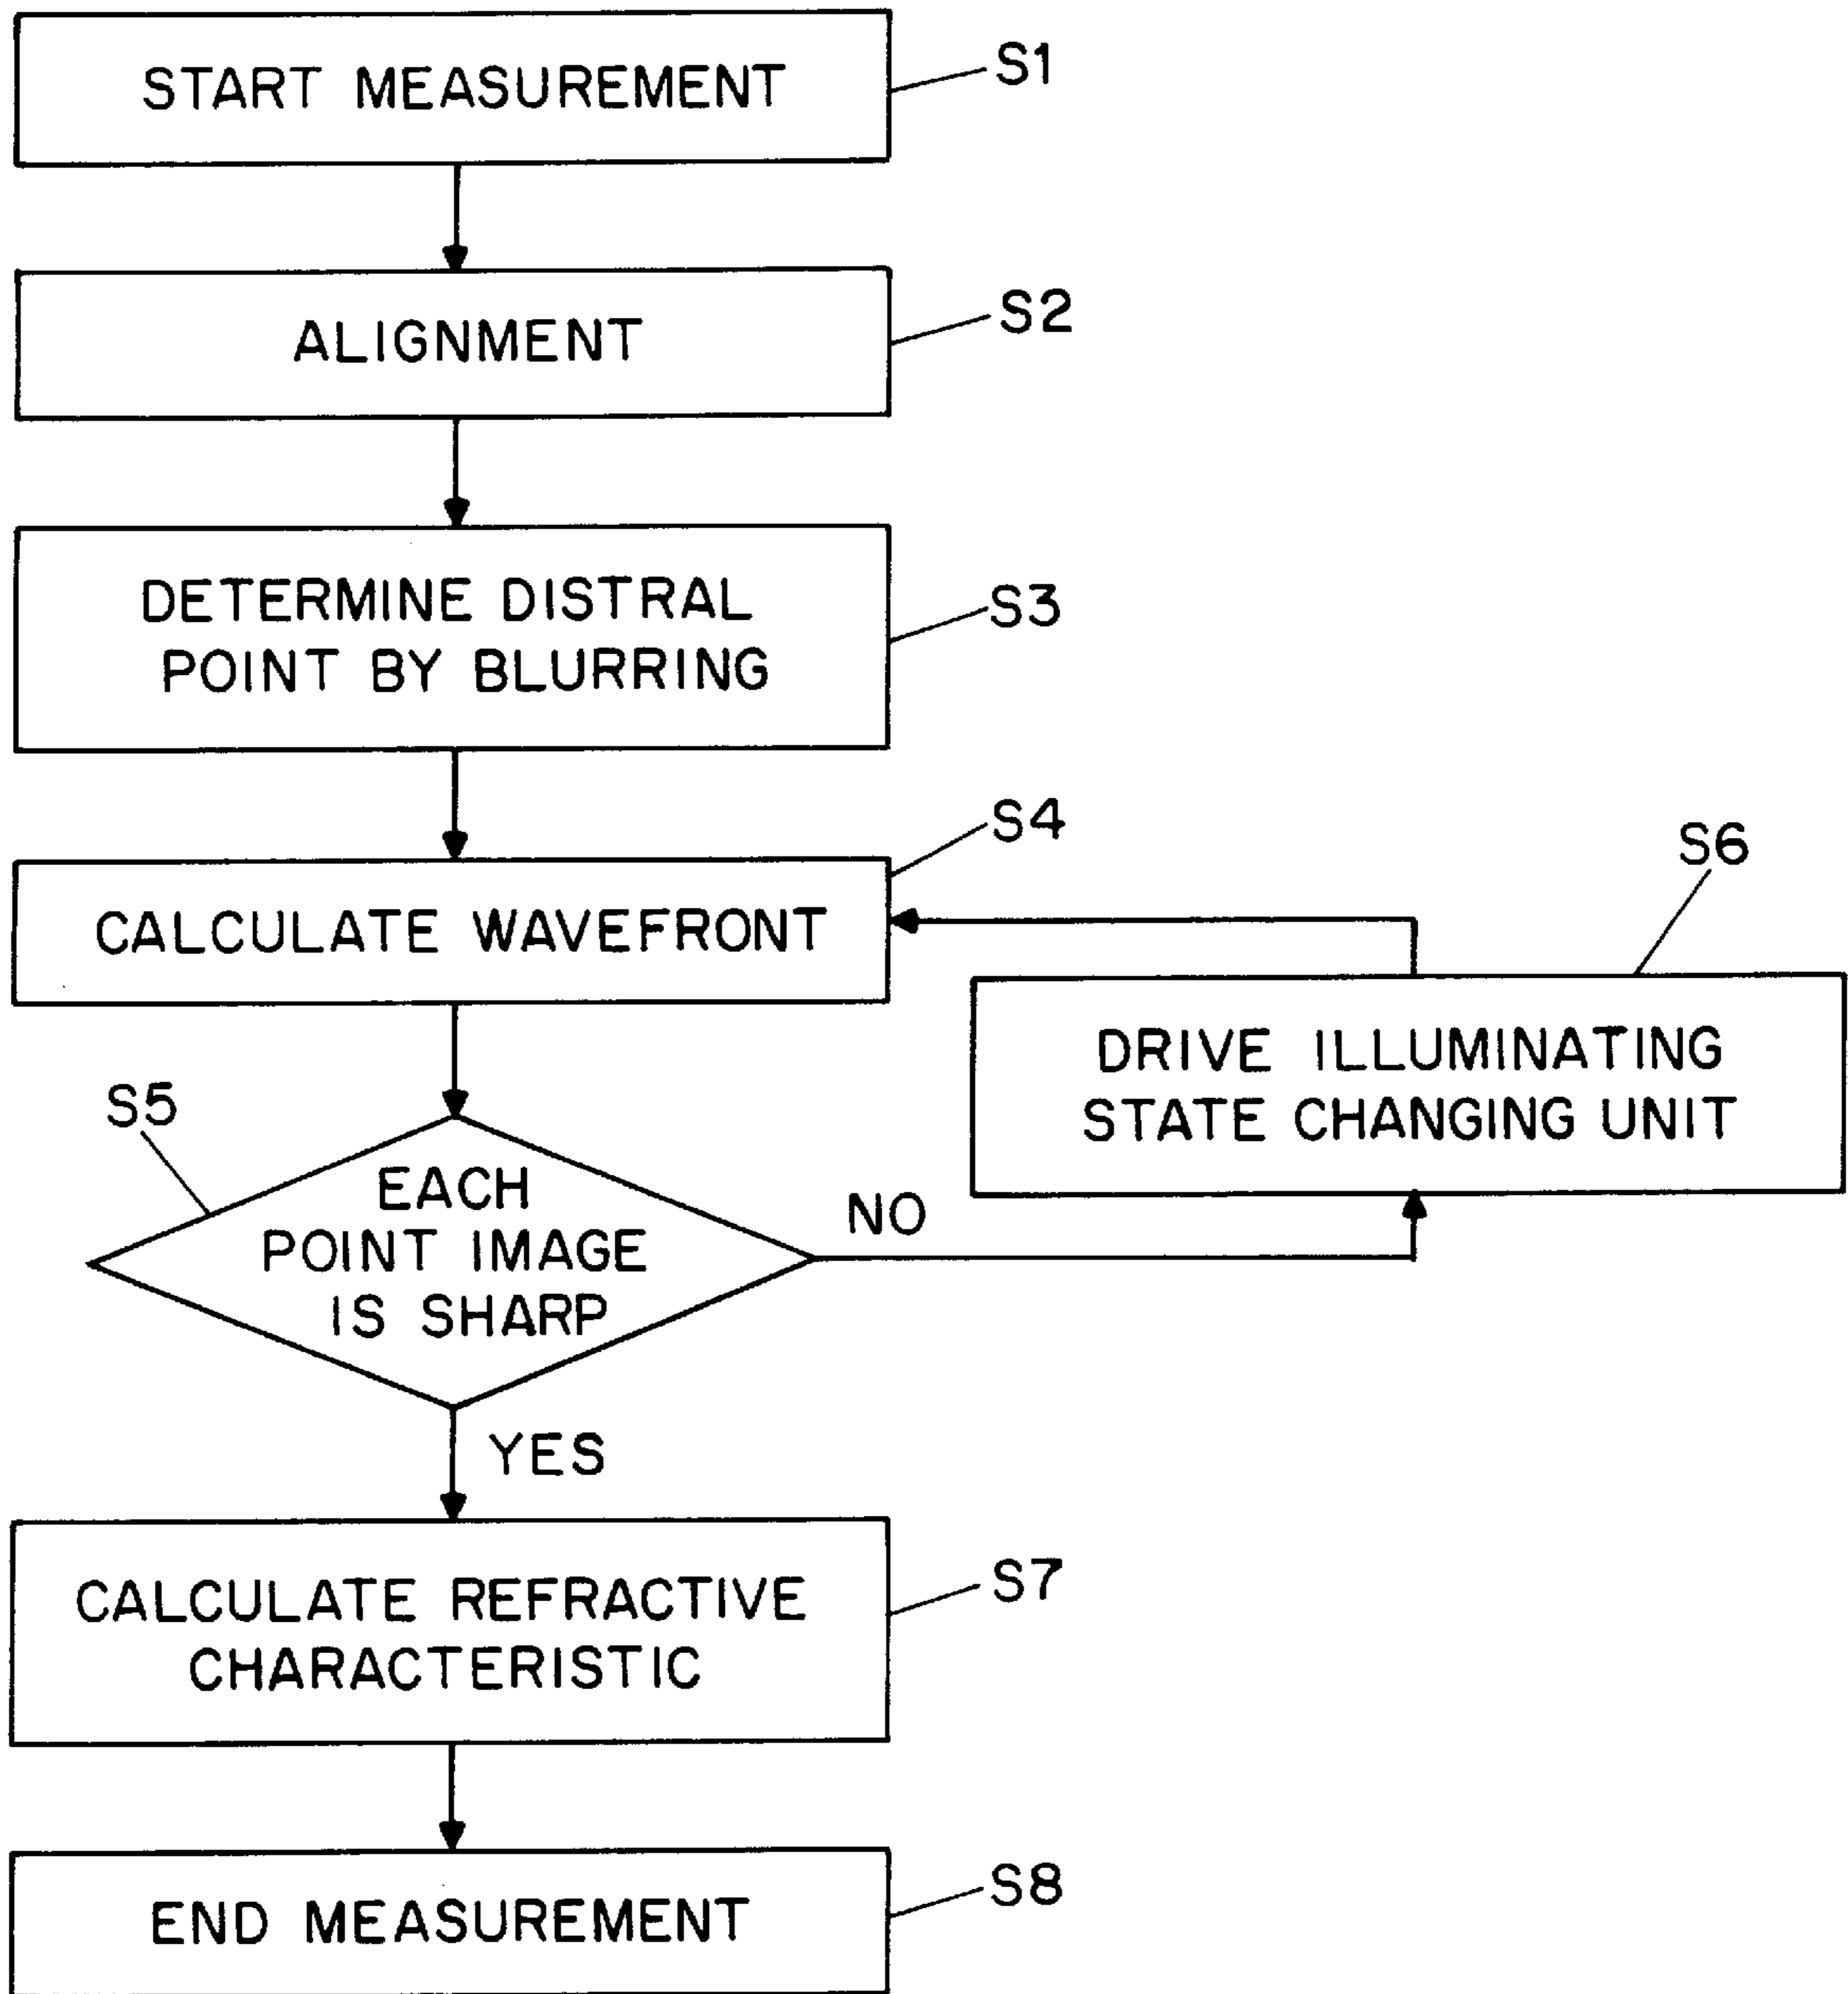 START MEASUREMENT
S1
ALIGNMENT
S2
DETERMINE DISTRAL
POINT BY BLURRING
S3
CALCULATE WAVEFRONT
S4
S6
DRIVE ILLUMINATING
STATE CHANGING UNIT
S5
EACH
POINT IMAGE
IS SHARP
NO
YES
CALCULATE REFRACTIVE
CHARACTERISTIC
S7
END MEASUREMENT
S8